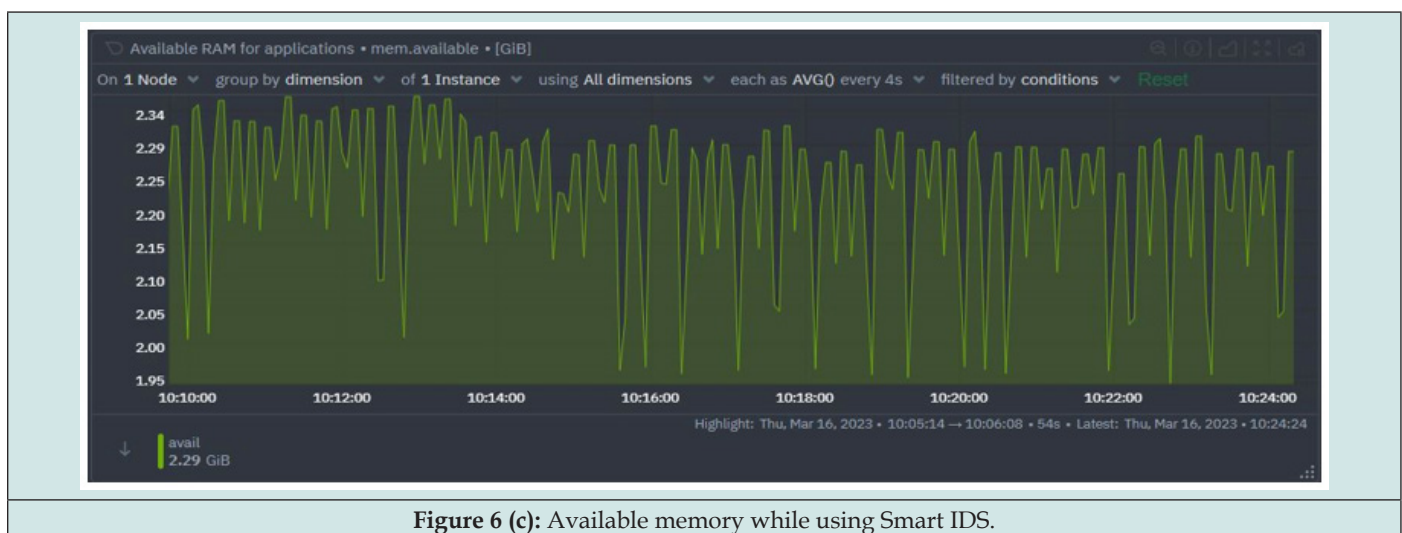 Available RAM for applications • mem.available • [GiB]
On 1 Node group by dimension of 1 Instance using All dimensions each as AVG() every 4s filtered by conditions Reset
2.34
2.29
2.25
2.20
2.15
2.10
2.05
2.00
1.95
10:10:00 10:12:00 10:14:00 10:16:00 10:18:00 10:20:00 10:22:00 10:24:00
Highlight: Thu, Mar 16, 2023 • 10:05:14 → 10:06:08 • 54s • Latest: Thu, Mar 16, 2023 • 10:24:24
avail
2.29 GiB
Figure 6 (c): Available memory while using Smart IDS.